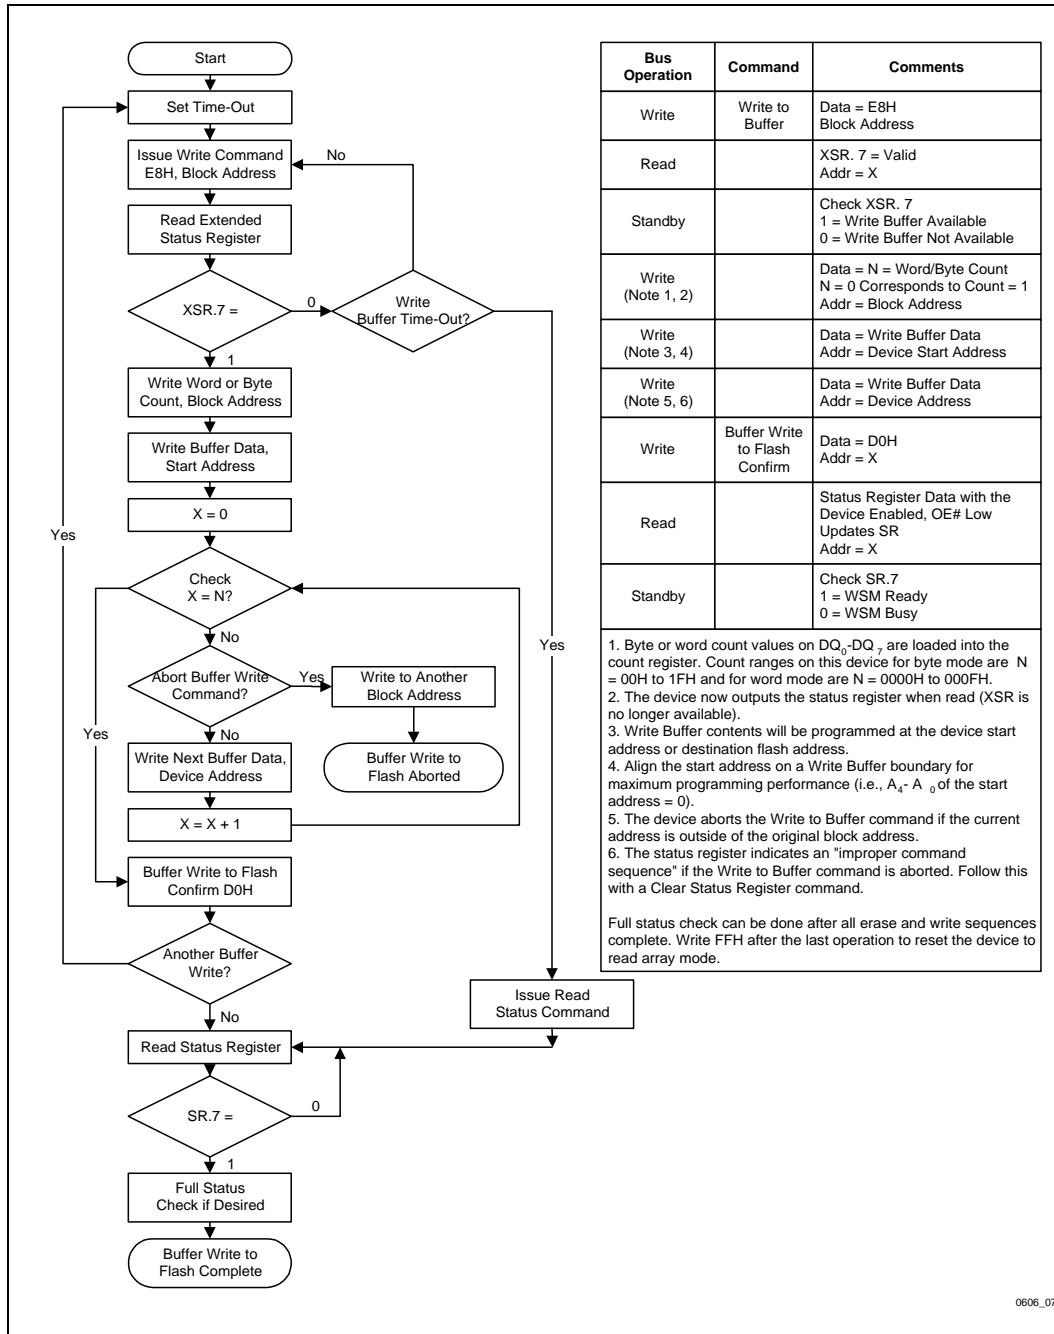 Start
Set Time-Out
Issue Write Command
E8H, Block Address
No
Read Extended
Status Register
XSR.7 =
0
Write
Buffer Time-Out?
1
Write Word or Byte
Count, Block Address
Write Buffer Data,
Start Address
X = 0
Yes
Check
X = N?
No
Yes
Abort Buffer Write
Command?
Yes
Write to Another
Block Address
Yes
No
Buffer Write to
Flash Aborted
Write Next Buffer Data,
Device Address
X = X + 1
Buffer Write to Flash
Confirm D0H
Another Buffer
Write?
No
Issue Read
Status Command
Read Status Register
SR.7 =
0
1
Full Status
Check if Desired
Buffer Write to
Flash Complete
Bus
Operation
Command
Comments
Write
Write to
Buffer
Data = E8H
Block Address
Read
XSR. 7 = Valid
Addr = X
Standby
Check XSR. 7
1 = Write Buffer Available
0 = Write Buffer Not Available
Write
(Note 1, 2)
Data = N = Word/Byte Count
N = 0 Corresponds to Count = 1
Addr = Block Address
Write
(Note 3, 4)
Data = Write Buffer Data
Addr = Device Start Address
Write
(Note 5, 6)
Data = Write Buffer Data
Addr = Device Address
Write
Buffer Write
to Flash
Confirm
Data = D0H
Addr = X
Read
Status Register Data with the
Device Enabled, OE# Low
Updates SR
Addr = X
Standby
Check SR.7
1 = WSM Ready
0 = WSM Busy
1. Byte or word count values on DQ0-DQ 7 are loaded into the
count register. Count ranges on this device for byte mode are N
= 00H to 1FH and for word mode are N = 0000H to 000FH.
2. The device now outputs the status register when read (XSR is
no longer available).
3. Write Buffer contents will be programmed at the device start
address or destination flash address.
4. Align the start address on a Write Buffer boundary for
maximum programming performance (i.e., A4- A 0 of the start
address = 0).
5. The device aborts the Write to Buffer command if the current
address is outside of the original block address.
6. The status register indicates an "improper command
sequence" if the Write to Buffer command is aborted. Follow this
with a Clear Status Register command.
Full status check can be done after all erase and write sequences
complete. Write FFH after the last operation to reset the device to
read array mode.